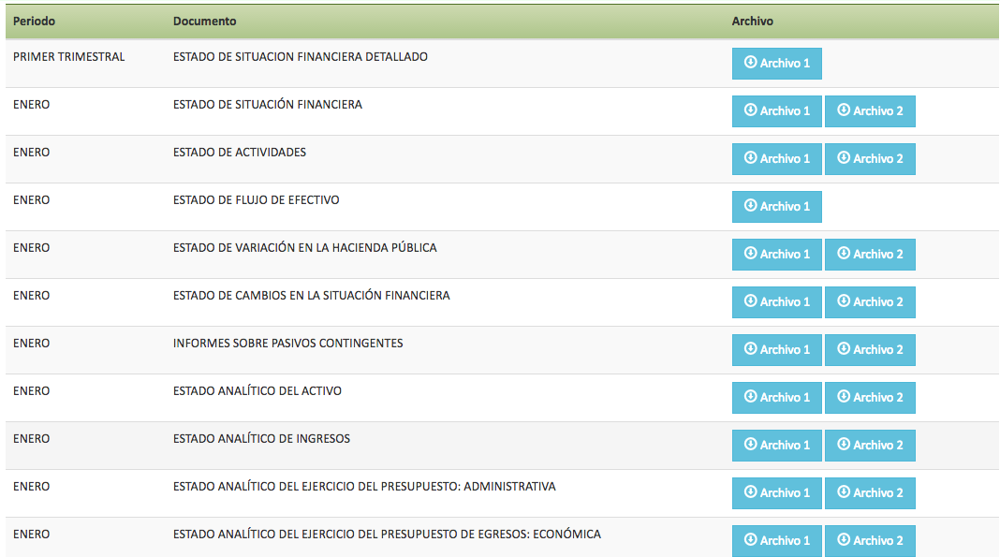 Periodo Documento Archivo
PRIMER TRIMESTRAL ESTADO DE SITUACION FINANCIERA DETALLADO Archivo 1
ENERO ESTADO DE SITUACIÓN FINANCIERA Archivo 1 Archivo 2
ENERO ESTADO DE ACTIVIDADES Archivo 1 Archivo 2
ENERO ESTADO DE FLUJO DE EFECTIVO Archivo 1
ENERO ESTADO DE VARIACIÓN EN LA HACIENDA PÚBLICA Archivo 1 Archivo 2
ENERO ESTADO DE CAMBIOS EN LA SITUACIÓN FINANCIERA Archivo 1 Archivo 2
ENERO INFORMES SOBRE PASIVOS CONTINGENTES Archivo 1 Archivo 2
ENERO ESTADO ANALÍTICO DEL ACTIVO Archivo 1 Archivo 2
ENERO ESTADO ANALÍTICO DE INGRESOS Archivo 1 Archivo 2
ENERO ESTADO ANALÍTICO DEL EJERCICIO DEL PRESUPUESTO: ADMINISTRATIVA Archivo 1 Archivo 2
ENERO ESTADO ANALÍTICO DEL EJERCICIO DEL PRESUPUESTO DE EGRESOS: ECONÓMICA Archivo 1 Archivo 2